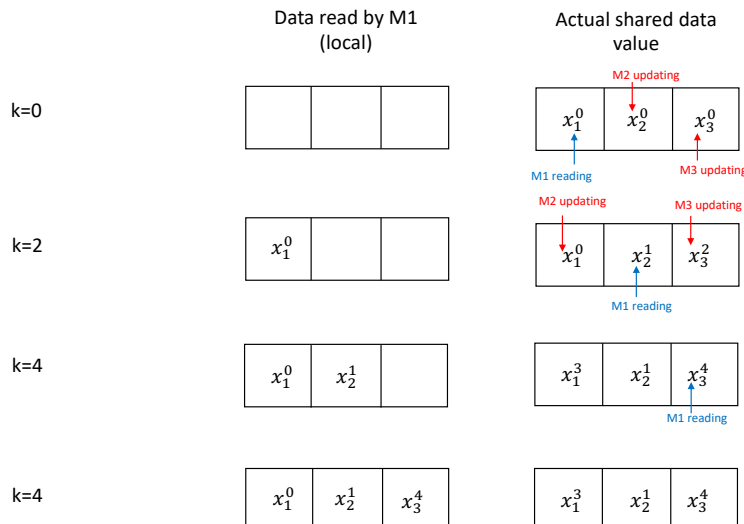 Data read by M1
(local)
Actual shared data
value
k=0
M2 updating
x_1^0 x_2^0 x_3^0
M1 reading
M3 updating
k=2
M2 updating
M3 updating
x_1^0
x_1^0 x_2^1 x_3^2
M1 reading
k=4
x_1^0 x_2^1
x_1^3 x_2^1 x_3^4
M1 reading
k=4
x_1^0 x_2^1 x_3^4
x_1^3 x_2^1 x_3^4